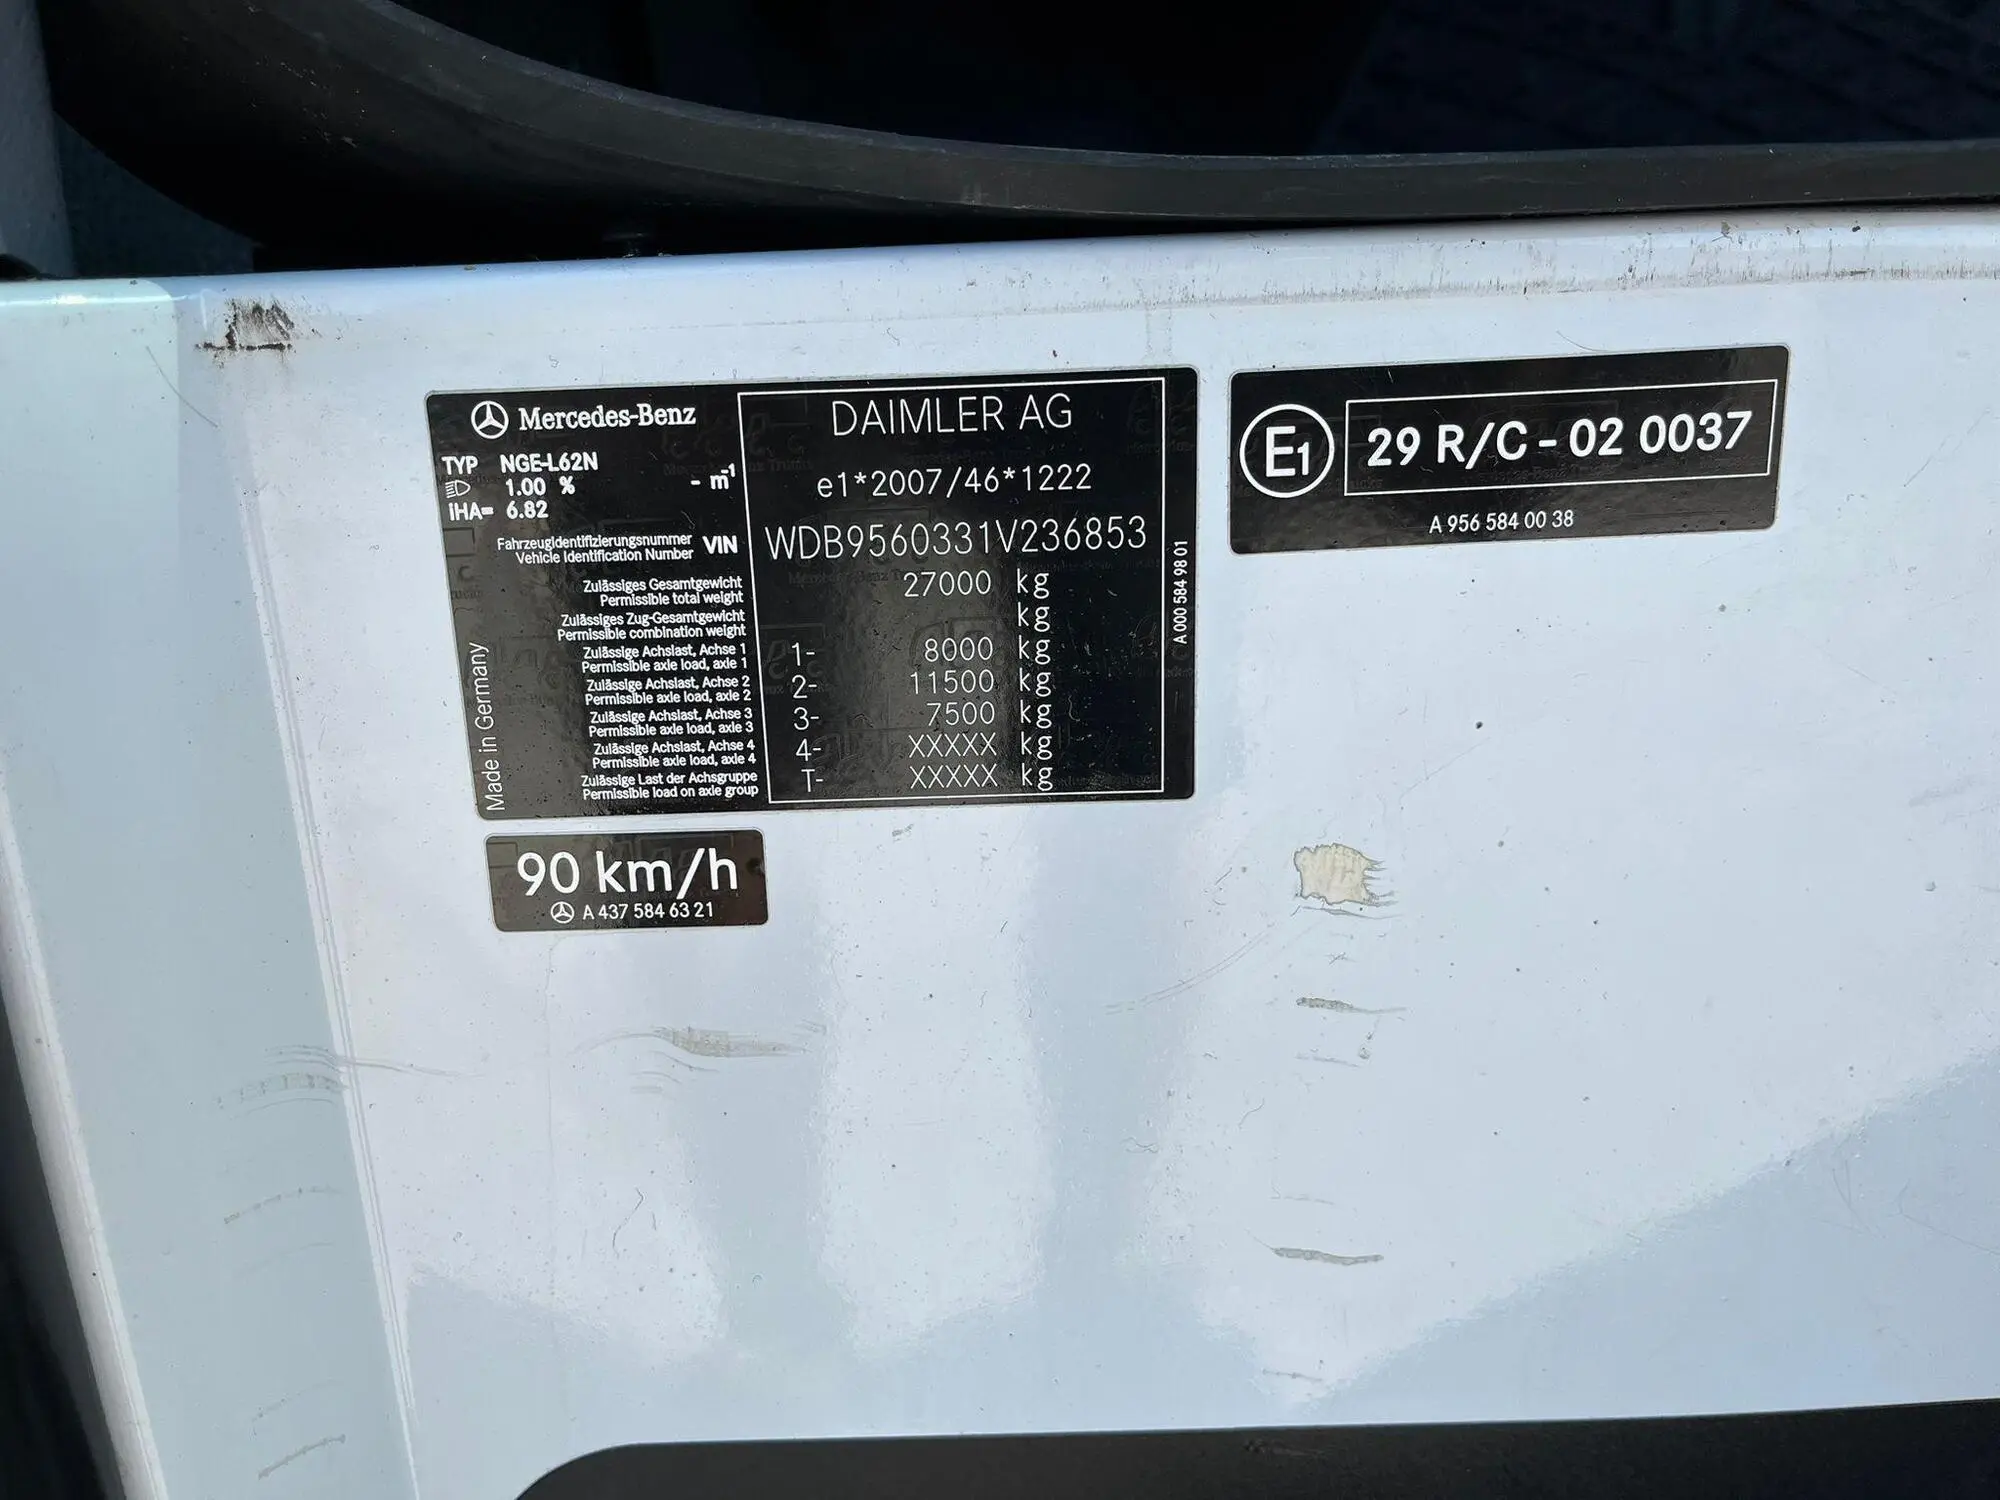 Mercedes-Benz
TYP NGE-L62N
1.00 % - m-1
iHA= 6.82
DAIMLER AG
e1*2007/46*1222
Fahrzeugidentifizierungsnummer
Vehicle Identification Number
VIN WDB9560331V236853
Zulässiges Gesamtgewicht
Permissible total weight
27000 kg
Zulässiges Zug-Gesamtgewicht
Permissible combination weight
kg
Zulässige Achslast, Achse 1
Permissible axle load, axle 1
1- 8000 kg
Zulässige Achslast, Achse 2
Permissible axle load, axle 2
2- 11500 kg
Zulässige Achslast, Achse 3
Permissible axle load, axle 3
3- 7500 kg
Zulässige Achslast, Achse 4
Permissible axle load, axle 4
4- XXXXX kg
Zulässige Last der Achsgruppe
Permissible load on axle group
T- XXXXX kg
Made in Germany
A 000 584 98 01
E1
29 R/C - 02 0037
A 956 584 00 38
90 km/h
A 437 584 63 21